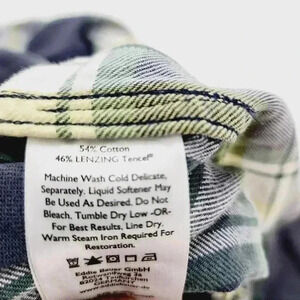 54% Cotton
46% LENZING Tencel®
Machine Wash Cold Delicate,
Separately. Liquid Softener May
Be Used As Desired. Do Not
Bleach. Tumble Dry Low -OR-
For Best Results, Line Dry.
Warm Steam Iron Required For
Restoration.
Eddie Bauer GmbH